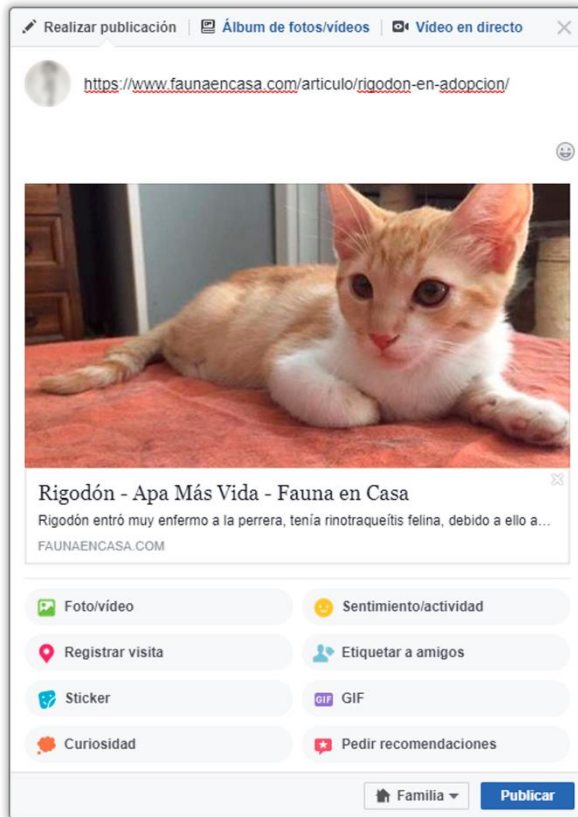 Realizar publicación Álbum de fotos/vídeos Vídeo en directo
https://www.faunaencasa.com/articulo/rigodon-en-adopcion/
Rigodón - Apa Más Vida - Fauna en Casa
Rigodón entró muy enfermo a la perrera, tenía rinotraqueítis felina, debido a ello a...
FAUNAENCASA.COM
Foto/vídeo Sentimiento/actividad
Registrar visita Etiquetar a amigos
Sticker GIF GIF
Curiosidad Pedir recomendaciones
Familia Publicar